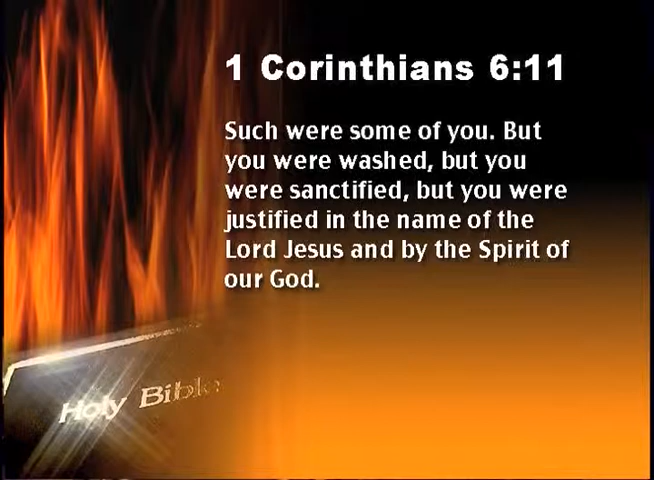 1 Corinthians 6:11
Such were some of you. But
you were washed, but you
were sanctified, but you were
justified in the name of the
Lord Jesus and by the Spirit of
our God.
Holy Bible